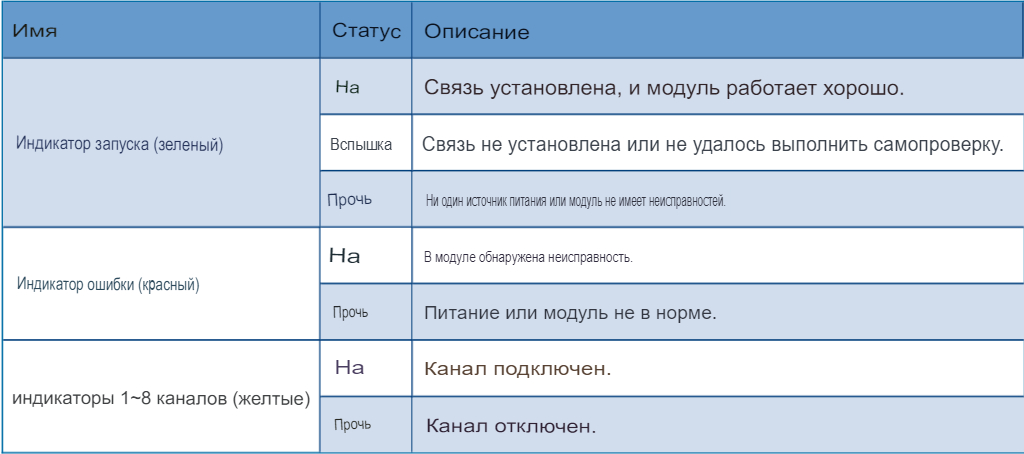 Имя Статус Описание
Индикатор запуска (зеленый)
На Связь установлена, и модуль работает хорошо.
Вспышка Связь не установлена или не удалось выполнить самопроверку.
Прочь Ни один источник питания или модуль не имеет неисправностей.
Индикатор ошибки (красный)
На В модуле обнаружена неисправность.
Прочь Питание или модуль не в норме.
индикаторы 1~8 каналов (желтые)
На Канал подключен.
Прочь Канал отключен.